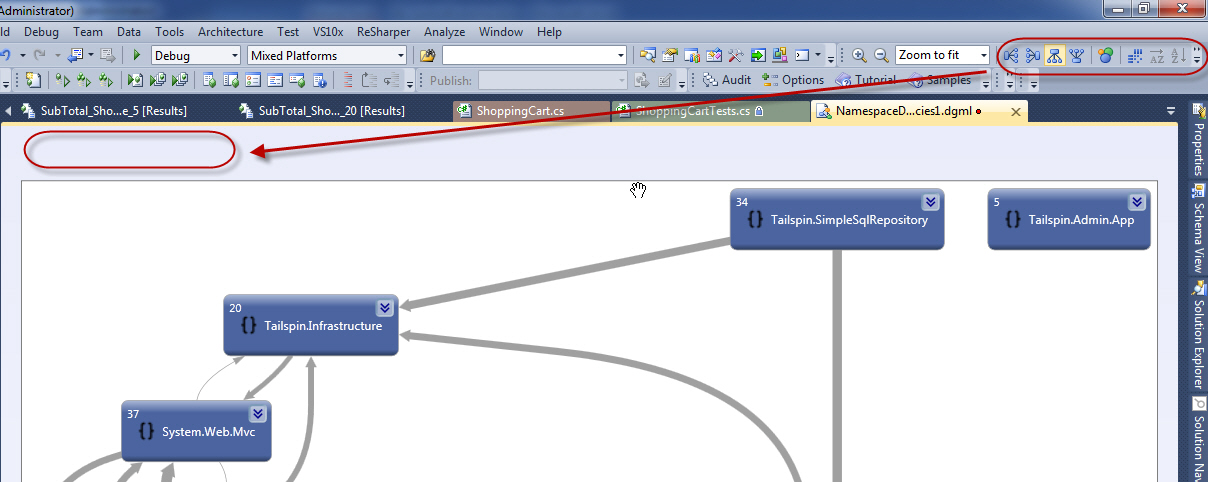 Administrator)
ld Debug Team Data Tools Architecture Test VS10x ReSharper Analyze Window Help
Debug Mixed Platforms Zoom to fit
Publish: Audit Options Tutorial Samples
SubTotal_Sho...e_5 [Results] SubTotal_Sho..._20 [Results] ShoppingCart.cs ShoppingCartTests.cs NamespaceD...cies1.dgml
Properties
Schema View
Solution Explorer
Solution Nav
34
Tailspin.SimpleSqlRepository
5
Tailspin.Admin.App
20
Tailspin.Infrastructure
37
System.Web.Mvc